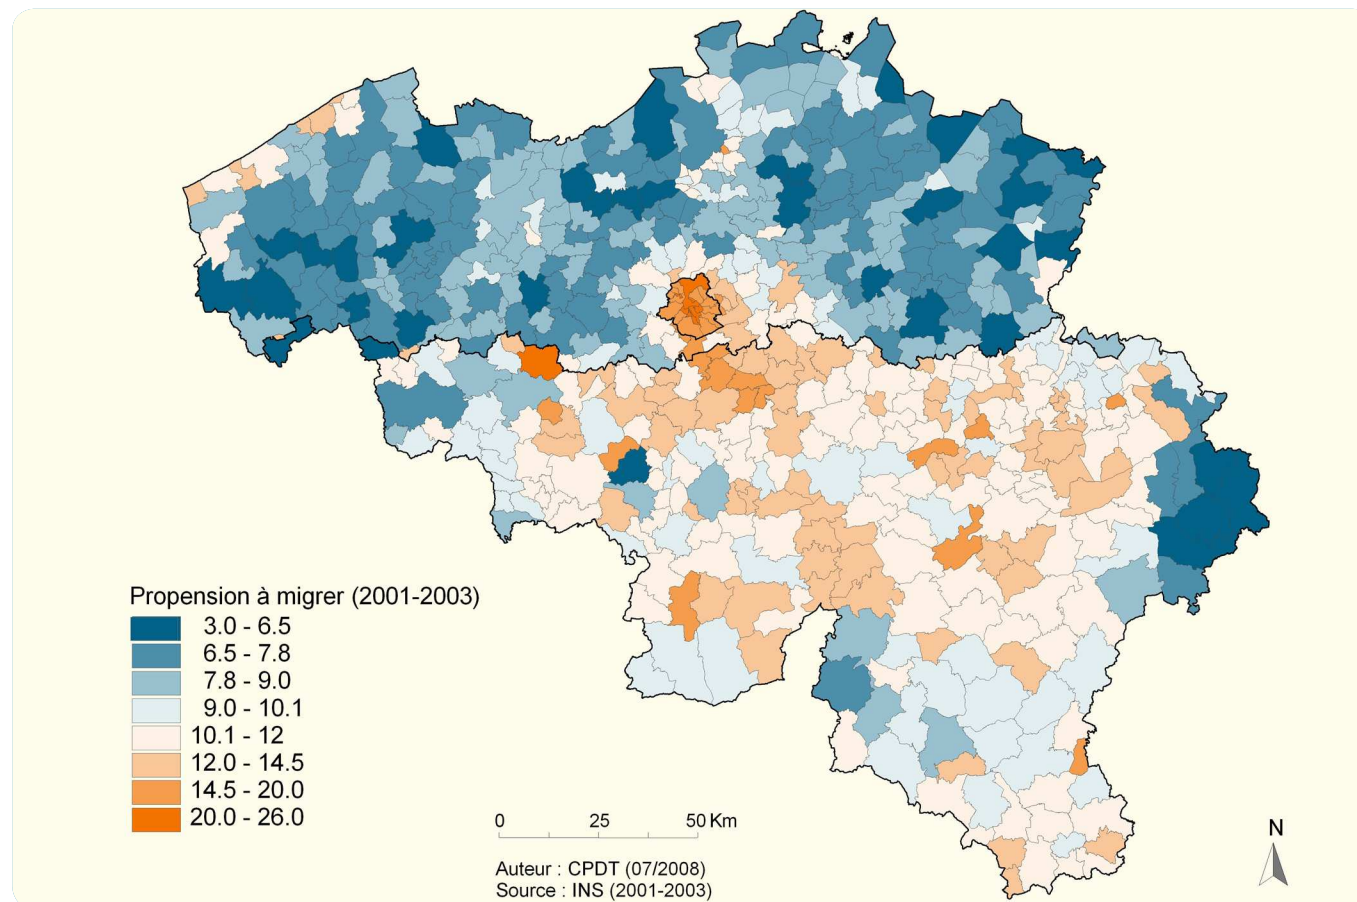 Propension à migrer (2001-2003)
3.0 - 6.5
6.5 - 7.8
7.8 - 9.0
9.0 - 10.1
10.1 - 12
12.0 - 14.5
14.5 - 20.0
20.0 - 26.0
0 25 50 Km
Auteur : CPDT (07/2008)
Source : INS (2001-2003)
N